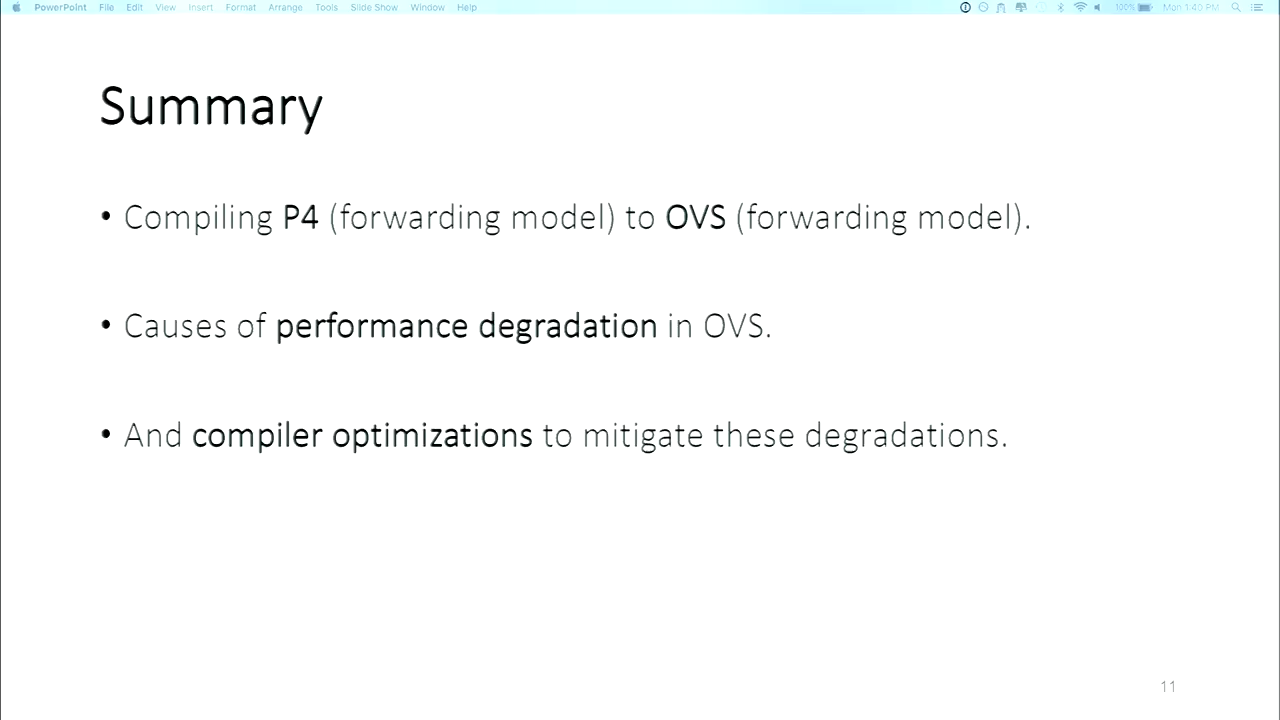 PowerPoint File Edit View Insert Format Arrange Tools Slide Show Window Help 100% Mon 1:40 PM
Summary
• Compiling P4 (forwarding model) to OVS (forwarding model).
• Causes of performance degradation in OVS.
• And compiler optimizations to mitigate these degradations.
11